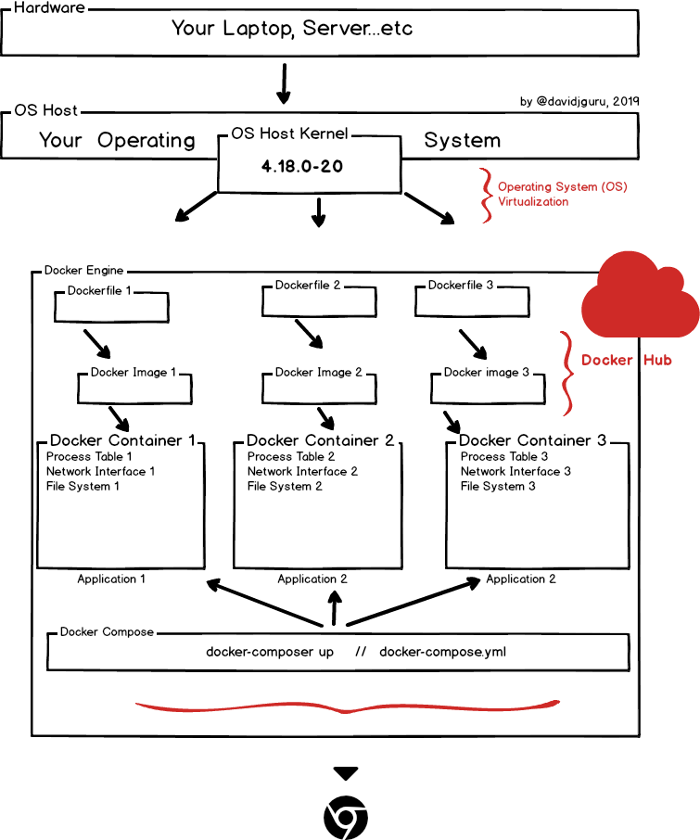 Hardware
Your Laptop, Server...etc
by @davidjguru, 2019
OS Host
Your Operating System
OS Host Kernel
4.18.0-20
Operating System (OS)
Virtualization
Docker Engine
Dockerfile 1
Dockerfile 2
Dockerfile 3
Docker Hub
Docker Image 1
Docker Image 2
Docker image 3
Docker Container 1
Process Table 1
Network Interface 1
File System 1
Docker Container 2
Process Table 2
Network Interface 2
File System 2
Docker Container 3
Process Table 3
Network Interface 3
File System 3
Application 1
Application 2
Application 2
Docker Compose
docker-composer up // docker-compose.yml